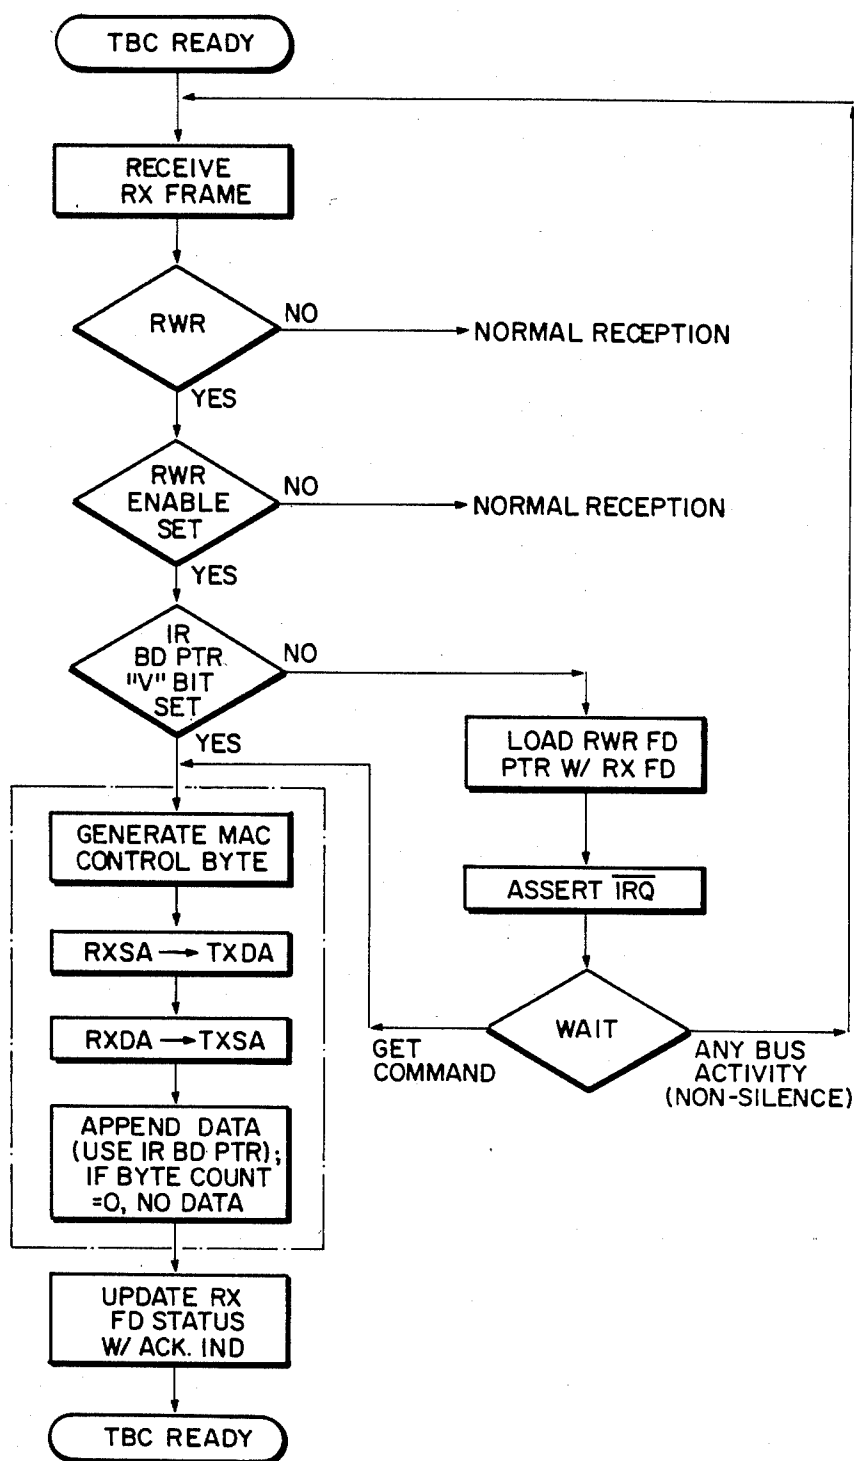 TBC READY
RECEIVE
RX FRAME
RWR
NO
NORMAL RECEPTION
YES
RWR
ENABLE
SET
NO
NORMAL RECEPTION
YES
IR
BD PTR
"V" BIT
SET
NO
YES
LOAD RWR FD
PTR W/ RX FD
ASSERT I̅R̅Q̅
WAIT
GET
COMMAND
ANY BUS
ACTIVITY
(NON-SILENCE)
GENERATE MAC
CONTROL BYTE
RXSA → TXDA
RXDA → TXSA
APPEND DATA
(USE IR BD PTR);
IF BYTE COUNT
=0, NO DATA
UPDATE RX
FD STATUS
W/ ACK. IND
TBC READY